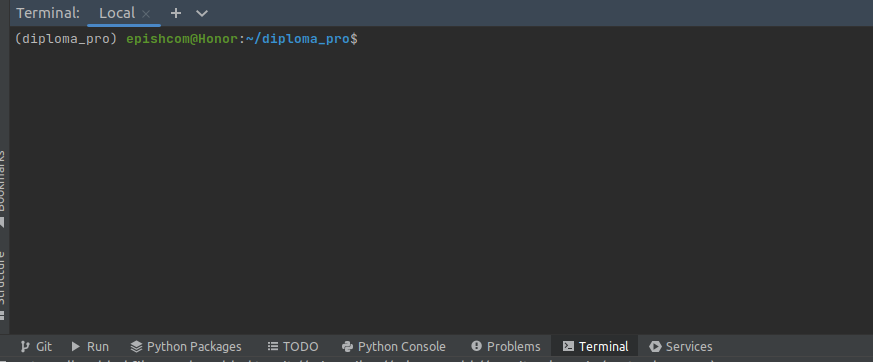 Terminal: Local × + 
(diploma_pro) epishcom@Honor:~/diploma_pro$
Bookmarks
Structure
Git Run Python Packages TODO Python Console Problems Terminal Services